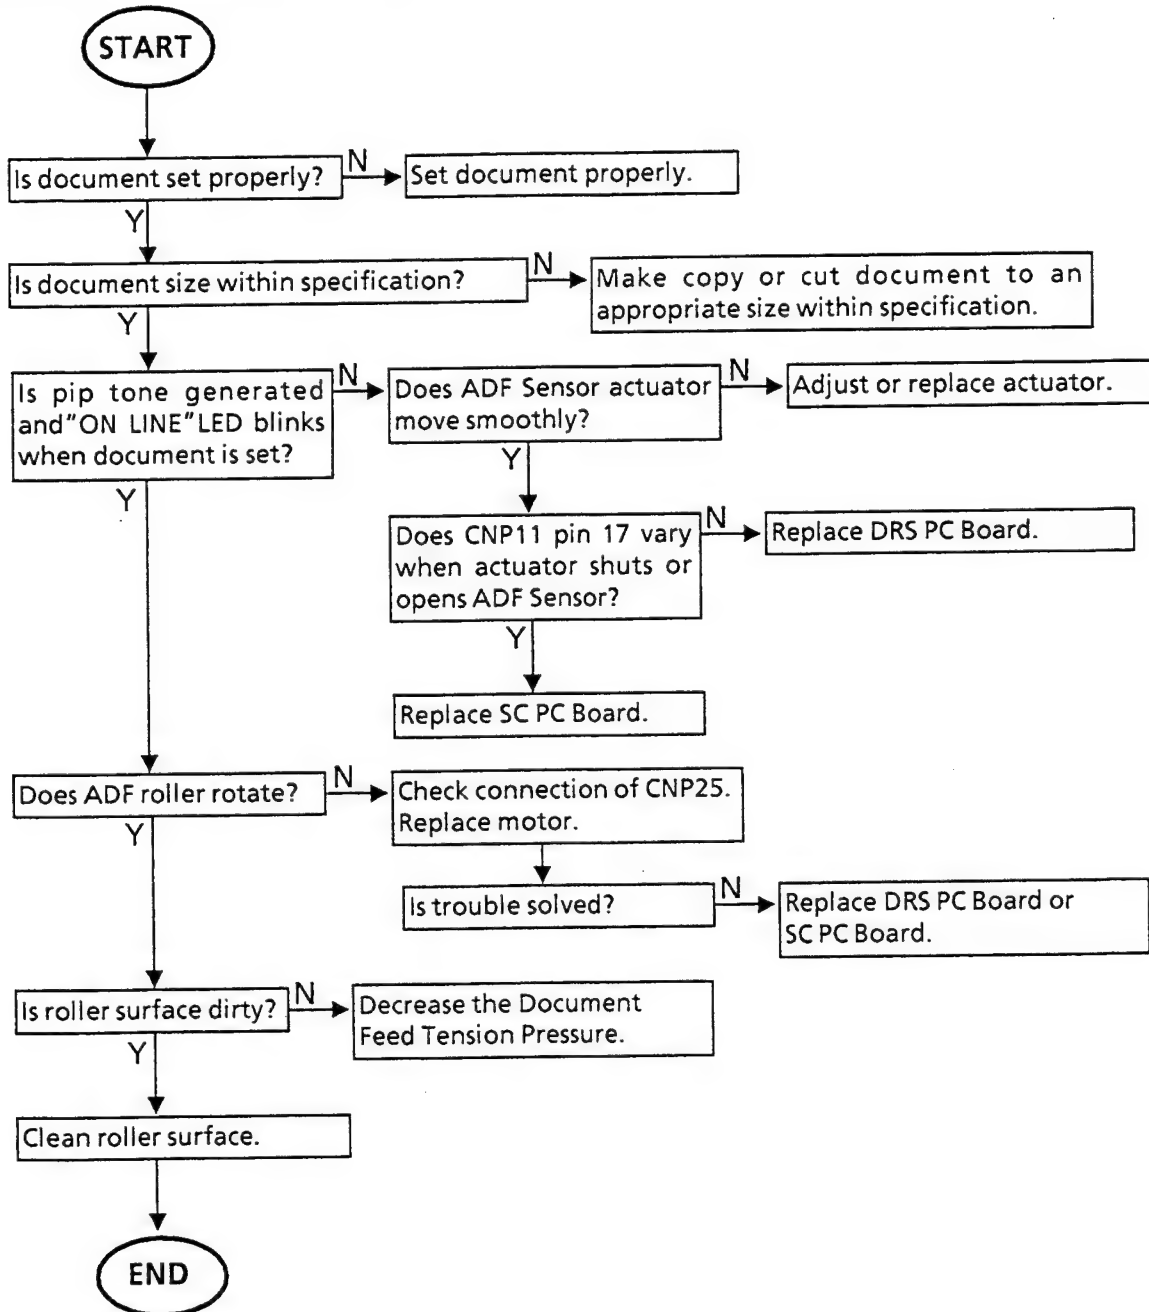 START
Is document set properly?
N
Set document properly.
Y
Is document size within specification?
N
Make copy or cut document to an
appropriate size within specification.
Y
Is pip tone generated
and"ON LINE"LED blinks
when document is set?
N
Does ADF Sensor actuator
move smoothly?
N
Adjust or replace actuator.
Y
Y
Does CNP11 pin 17 vary
when actuator shuts or
opens ADF Sensor?
N
Replace DRS PC Board.
Y
Replace SC PC Board.
Does ADF roller rotate?
N
Check connection of CNP25.
Replace motor.
Y
Is trouble solved?
N
Replace DRS PC Board or
SC PC Board.
Is roller surface dirty?
N
Decrease the Document
Feed Tension Pressure.
Y
Clean roller surface.
END